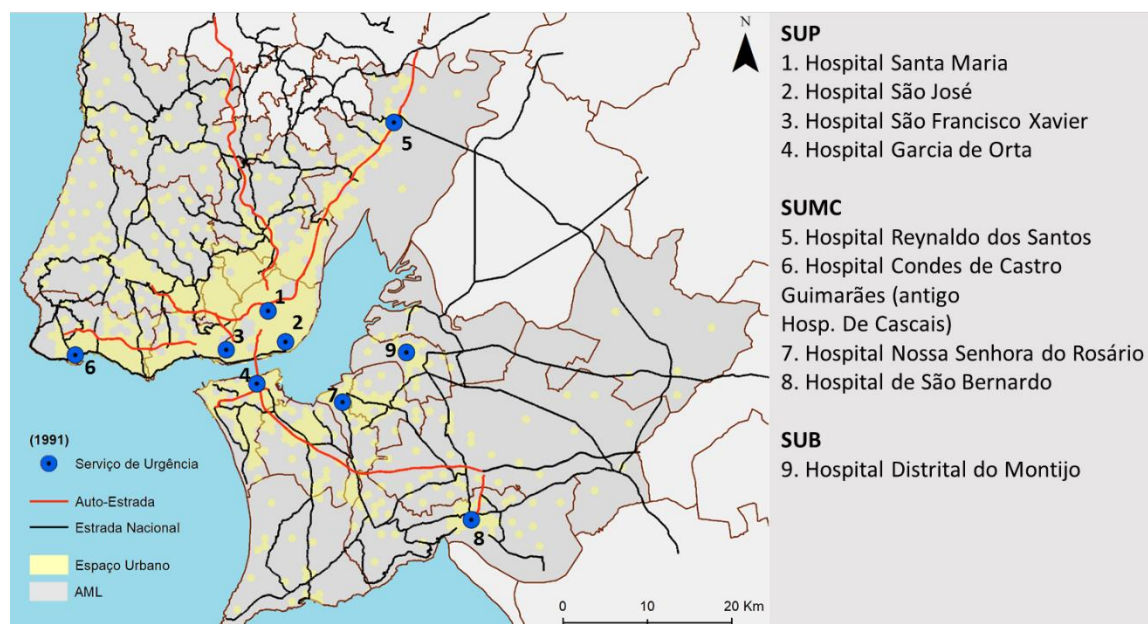 N
1
2
3
4
5
6
7
8
9
(1991)
Serviço de Urgência
Auto-Estrada
Estrada Nacional
Espaço Urbano
AML
0 10 20 Km
SUP
1. Hospital Santa Maria
2. Hospital São José
3. Hospital São Francisco Xavier
4. Hospital Garcia de Orta
SUMC
5. Hospital Reynaldo dos Santos
6. Hospital Condes de Castro
Guimarães (antigo
Hosp. De Cascais)
7. Hospital Nossa Senhora do Rosário
8. Hospital de São Bernardo
SUB
9. Hospital Distrital do Montijo